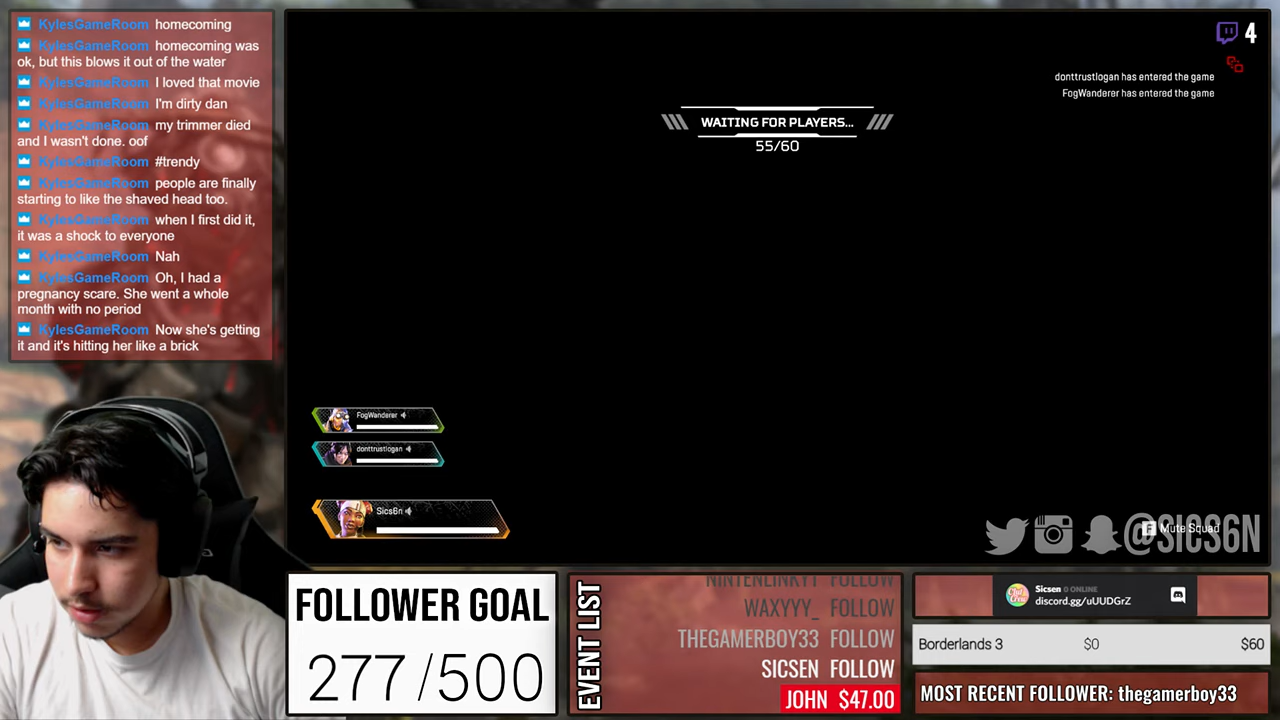 KylesGameRoom homecoming
KylesGameRoom homecoming was
ok, but this blows it out of the water
KylesGameRoom I loved that movie
KylesGameRoom I'm dirty dan
KylesGameRoom my trimmer died
and I wasn't done. oof
KylesGameRoom #trendy
KylesGameRoom people are finally
starting to like the shaved head too.
KylesGameRoom when I first did it,
it was a shock to everyone
KylesGameRoom Nah
KylesGameRoom Oh, I had a
pregnancy scare. She went a whole
month with no period
KylesGameRoom Now she's getting
it and it's hitting her like a brick
4
donttrustlogan has entered the game
FogWanderer has entered the game
WAITING FOR PLAYERS...
55/60
FogWanderer
donttrustlogan
Sics6n
F Mute Squad
@SICS6N
FOLLOWER GOAL
277/500
EVENT LIST
NINTENLINKY1 FOLLOW
WAXYYY_ FOLLOW
THEGAMERBOY33 FOLLOW
SICSEN FOLLOW
JOHN $47.00
Sicsen 0 ONLINE
discord.gg/uUUDGrZ
Borderlands 3 $0 $60
MOST RECENT FOLLOWER: thegamerboy33